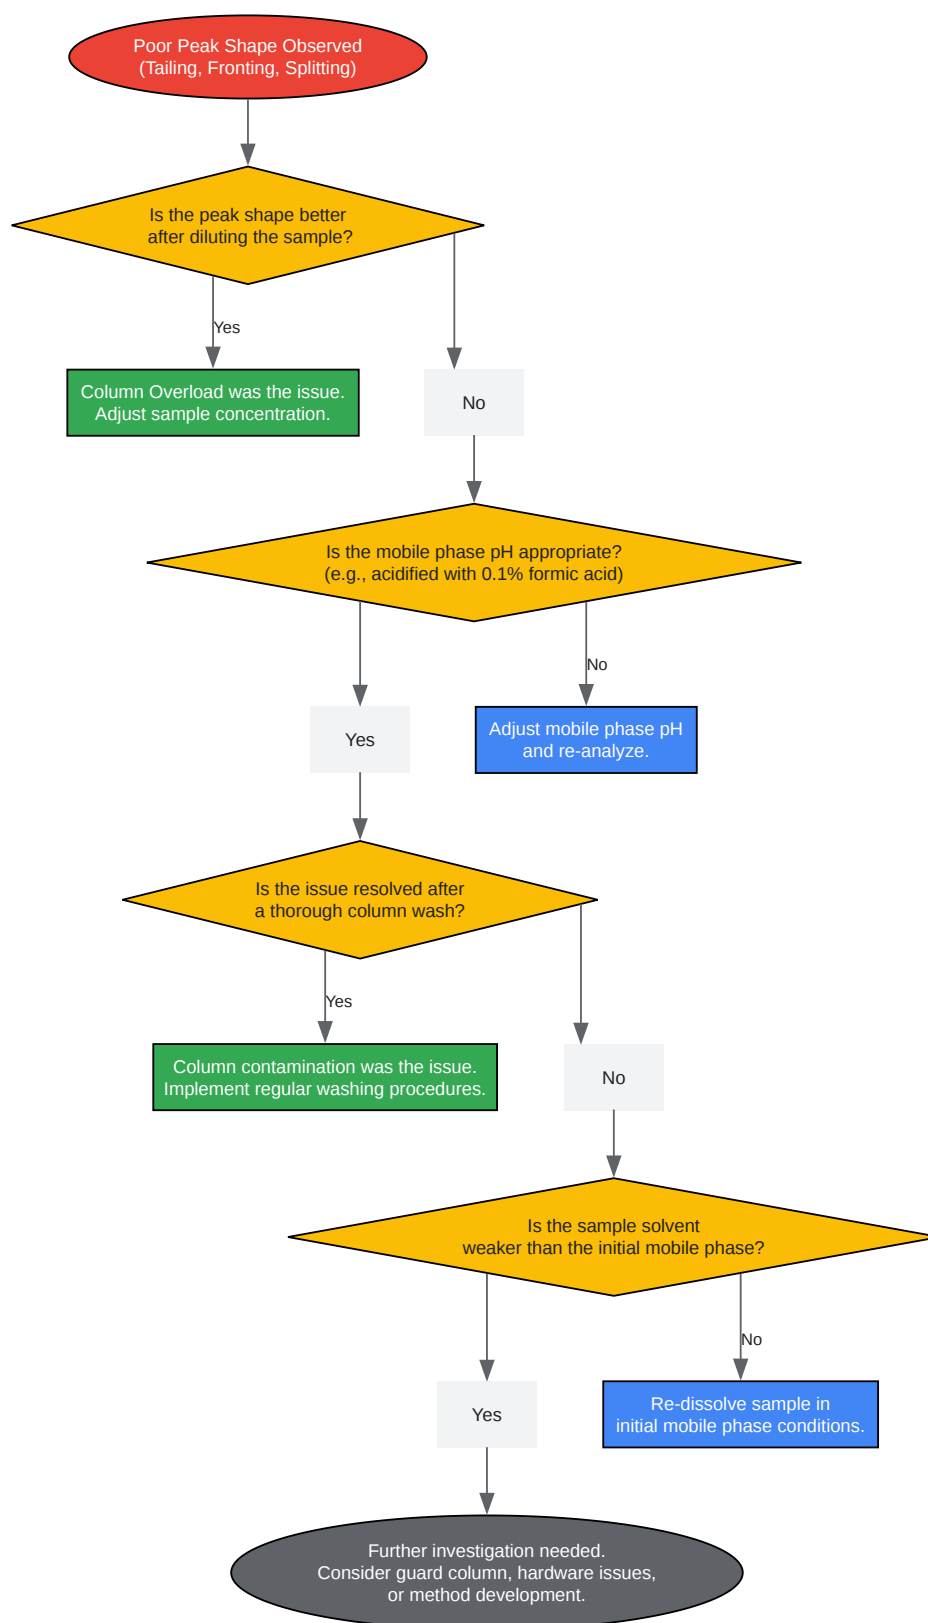 Poor Peak Shape Observed
(Tailing, Fronting, Splitting)
Is the peak shape better
after diluting the sample?
Yes
Column Overload was the issue.
Adjust sample concentration.
No
Is the mobile phase pH appropriate?
(e.g., acidified with 0.1% formic acid)
No
Yes
Adjust mobile phase pH
and re-analyze.
Is the issue resolved after
a thorough column wash?
Yes
Column contamination was the issue.
Implement regular washing procedures.
No
Is the sample solvent
weaker than the initial mobile phase?
No
Yes
Re-dissolve sample in
initial mobile phase conditions.
Further investigation needed.
Consider guard column, hardware issues,
or method development.